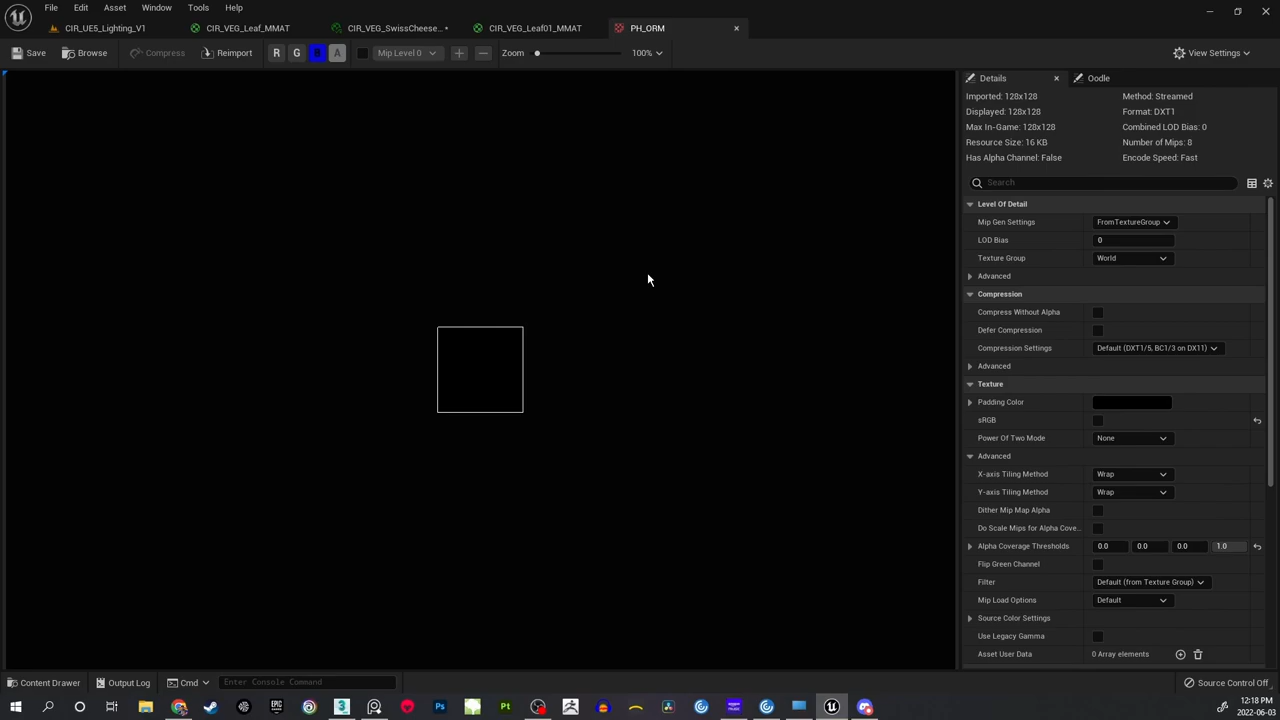 File Edit Asset Window Tools Help
CIR_UE5_Lighting_V1 CIR_VEG_Leaf_MMAT CIR_VEG_SwissCheese... • CIR_VEG_Leaf01_MMAT PH_ORM
Save Browse Compress Reimport R G B A Mip Level 0 Zoom 100% View Settings
Details Oodle
Imported: 128x128 Method: Streamed
Displayed: 128x128 Format: DXT1
Max In-Game: 128x128 Combined LOD Bias: 0
Resource Size: 16 KB Number of Mips: 8
Has Alpha Channel: False Encode Speed: Fast
Search
Level Of Detail
Mip Gen Settings FromTextureGroup
LOD Bias 0
Texture Group World
Advanced
Compression
Compress Without Alpha
Defer Compression
Compression Settings Default (DXT1/5, BC1/3 on DX11)
Advanced
Texture
Padding Color
sRGB
Power Of Two Mode None
Advanced
X-axis Tiling Method Wrap
Y-axis Tiling Method Wrap
Dither Mip Map Alpha
Do Scale Mips for Alpha Cove...
Alpha Coverage Thresholds 0.0 0.0 0.0 1.0
Flip Green Channel
Filter Default (from Texture Group)
Mip Load Options Default
Source Color Settings
Use Legacy Gamma
Asset User Data 0 Array elements
Content Drawer Output Log Cmd Enter Console Command Source Control Off
EPIC 3 Ps Pt music 12:18 PM
2022-06-03